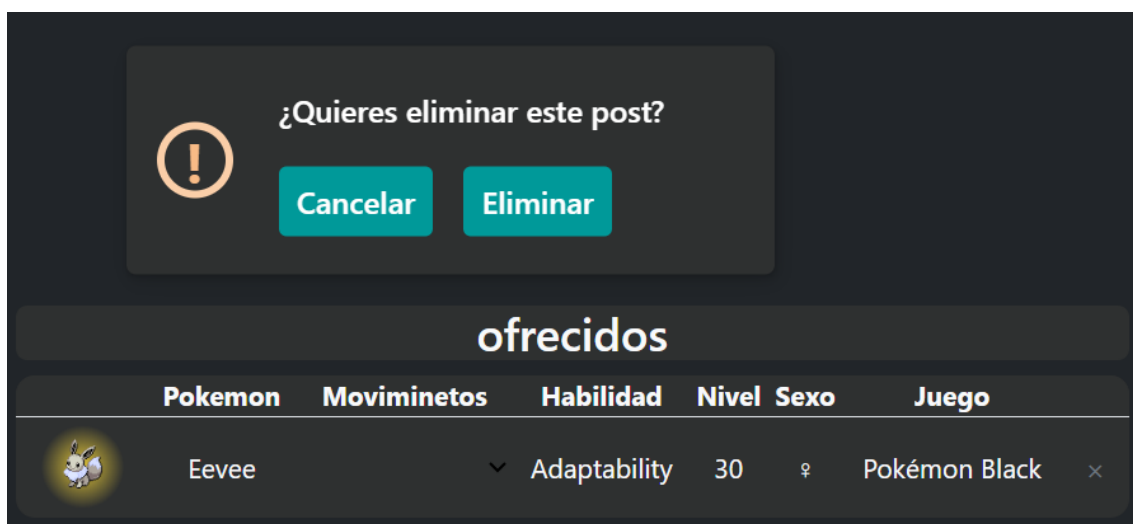 ¿Quieres eliminar este post?
Cancelar Eliminar
ofrecidos
Pokemon Moviminetos Habilidad Nivel Sexo Juego
Eevee Adaptability 30 ♀ Pokémon Black ×